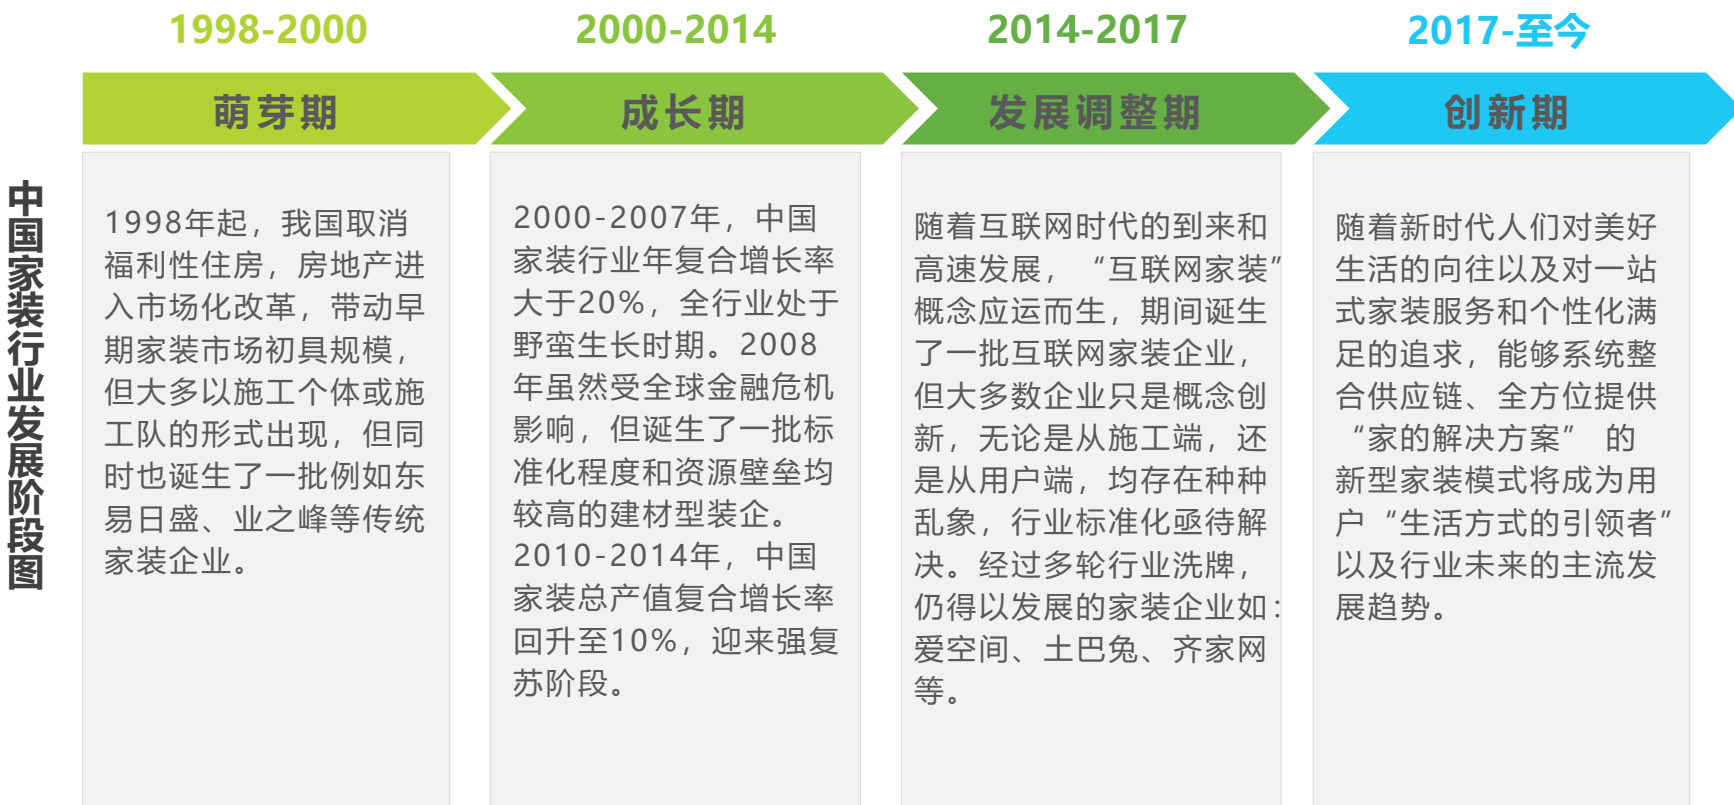 中国家装行业发展阶段图
1998-2000
萌芽期
1998年起，我国取消
福利性住房，房地产进
入市场化改革，带动早
期家装市场初具规模，
但大多以施工个体或施
工队的形式出现，但同
时也诞生了一批例如东
易日盛、业之峰等传统
家装企业。
2000-2014
成长期
2000-2007年，中国
家装行业年复合增长率
大于20%，全行业处于
野蛮生长时期。2008
年虽然受全球金融危机
影响，但诞生了一批标
准化程度和资源壁垒均
较高的建材型装企。
2010-2014年，中国
家装总产值复合增长率
回升至10%，迎来强复
苏阶段。
2014-2017
发展调整期
随着互联网时代的到来和
高速发展，“互联网家装”
概念应运而生，期间诞生
了一批互联网家装企业，
但大多数企业只是概念创
新，无论是从施工端，还
是从用户端，均存在种种
乱象，行业标准化亟待解
决。经过多轮行业洗牌，
仍得以发展的家装企业如：
爱空间、土巴兔、齐家网
等。
2017-至今
创新期
随着新时代人们对美好
生活的向往以及对一站
式家装服务和个性化满
足的追求，能够系统整
合供应链、全方位提供
“家的解决方案” 的
新型家装模式将成为用
户“生活方式的引领者”
以及行业未来的主流发
展趋势。